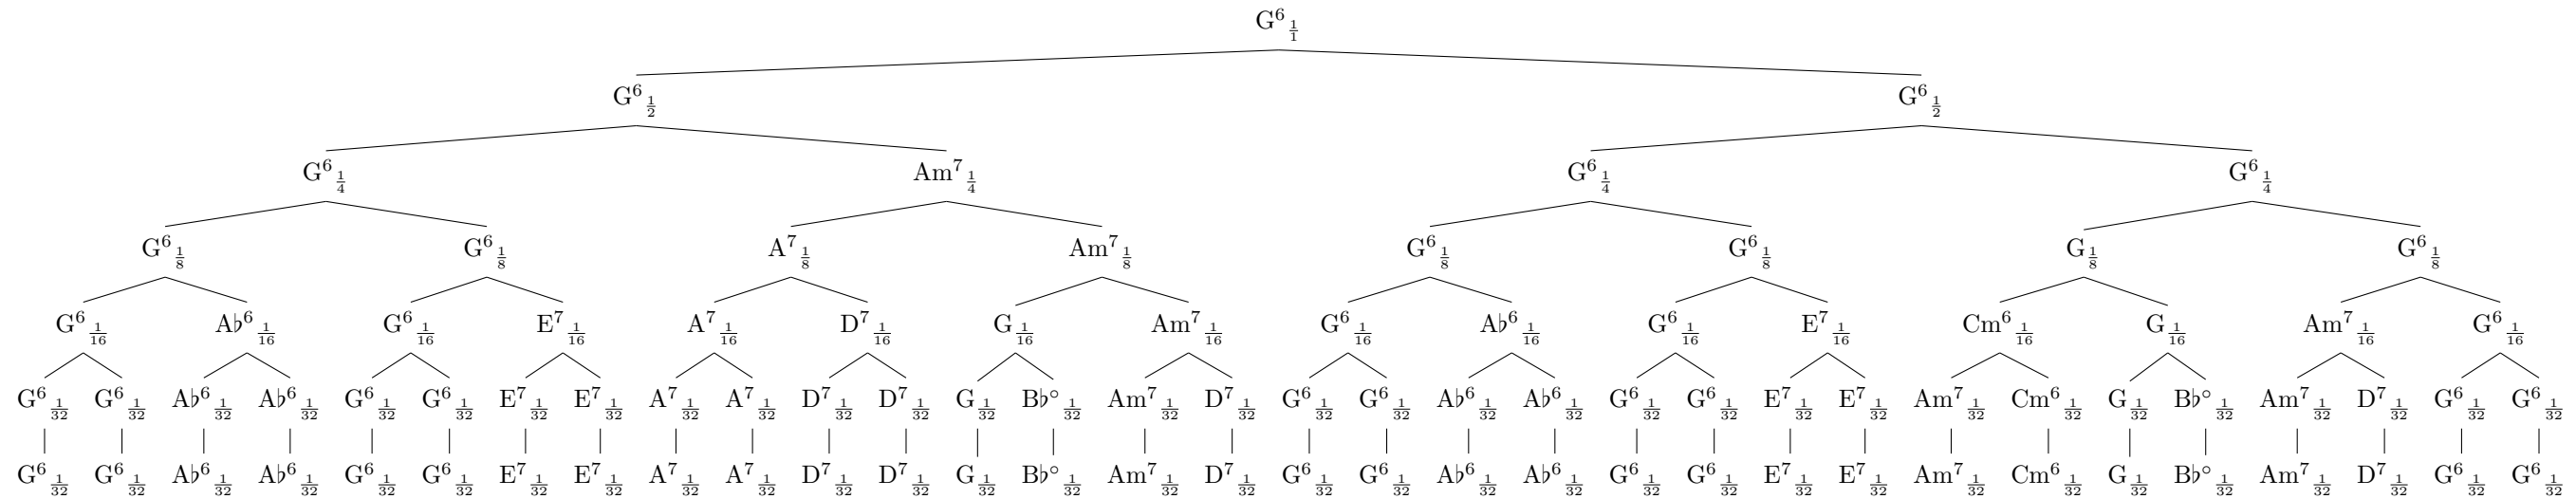 G⁶ 1/1
G⁶ 1/2 G⁶ 1/2
G⁶ 1/4 Am⁷ 1/4 G⁶ 1/4 G⁶ 1/4
G⁶ 1/8 G⁶ 1/8 A⁷ 1/8 Am⁷ 1/8 G⁶ 1/8 G⁶ 1/8 G 1/8 G⁶ 1/8
G⁶ 1/16 A♭⁶ 1/16 G⁶ 1/16 E⁷ 1/16 A⁷ 1/16 D⁷ 1/16 G 1/16 Am⁷ 1/16 G⁶ 1/16 A♭⁶ 1/16 G⁶ 1/16 E⁷ 1/16 Cm⁶ 1/16 G 1/16 Am⁷ 1/16 G⁶ 1/16
G⁶ 1/32 G⁶ 1/32 A♭⁶ 1/32 A♭⁶ 1/32 G⁶ 1/32 G⁶ 1/32 E⁷ 1/32 E⁷ 1/32 A⁷ 1/32 A⁷ 1/32 D⁷ 1/32 D⁷ 1/32 G 1/32 B♭° 1/32 Am⁷ 1/32 D⁷ 1/32 G⁶ 1/32 G⁶ 1/32 A♭⁶ 1/32 A♭⁶ 1/32 G⁶ 1/32 G⁶ 1/32 E⁷ 1/32 E⁷ 1/32 Am⁷ 1/32 Cm⁶ 1/32 G 1/32 B♭° 1/32 Am⁷ 1/32 D⁷ 1/32 G⁶ 1/32 G⁶ 1/32
G⁶ 1/32 G⁶ 1/32 A♭⁶ 1/32 A♭⁶ 1/32 G⁶ 1/32 G⁶ 1/32 E⁷ 1/32 E⁷ 1/32 A⁷ 1/32 A⁷ 1/32 D⁷ 1/32 D⁷ 1/32 G 1/32 B♭° 1/32 Am⁷ 1/32 D⁷ 1/32 G⁶ 1/32 G⁶ 1/32 A♭⁶ 1/32 A♭⁶ 1/32 G⁶ 1/32 G⁶ 1/32 E⁷ 1/32 E⁷ 1/32 Am⁷ 1/32 Cm⁶ 1/32 G 1/32 B♭° 1/32 Am⁷ 1/32 D⁷ 1/32 G⁶ 1/32 G⁶ 1/32